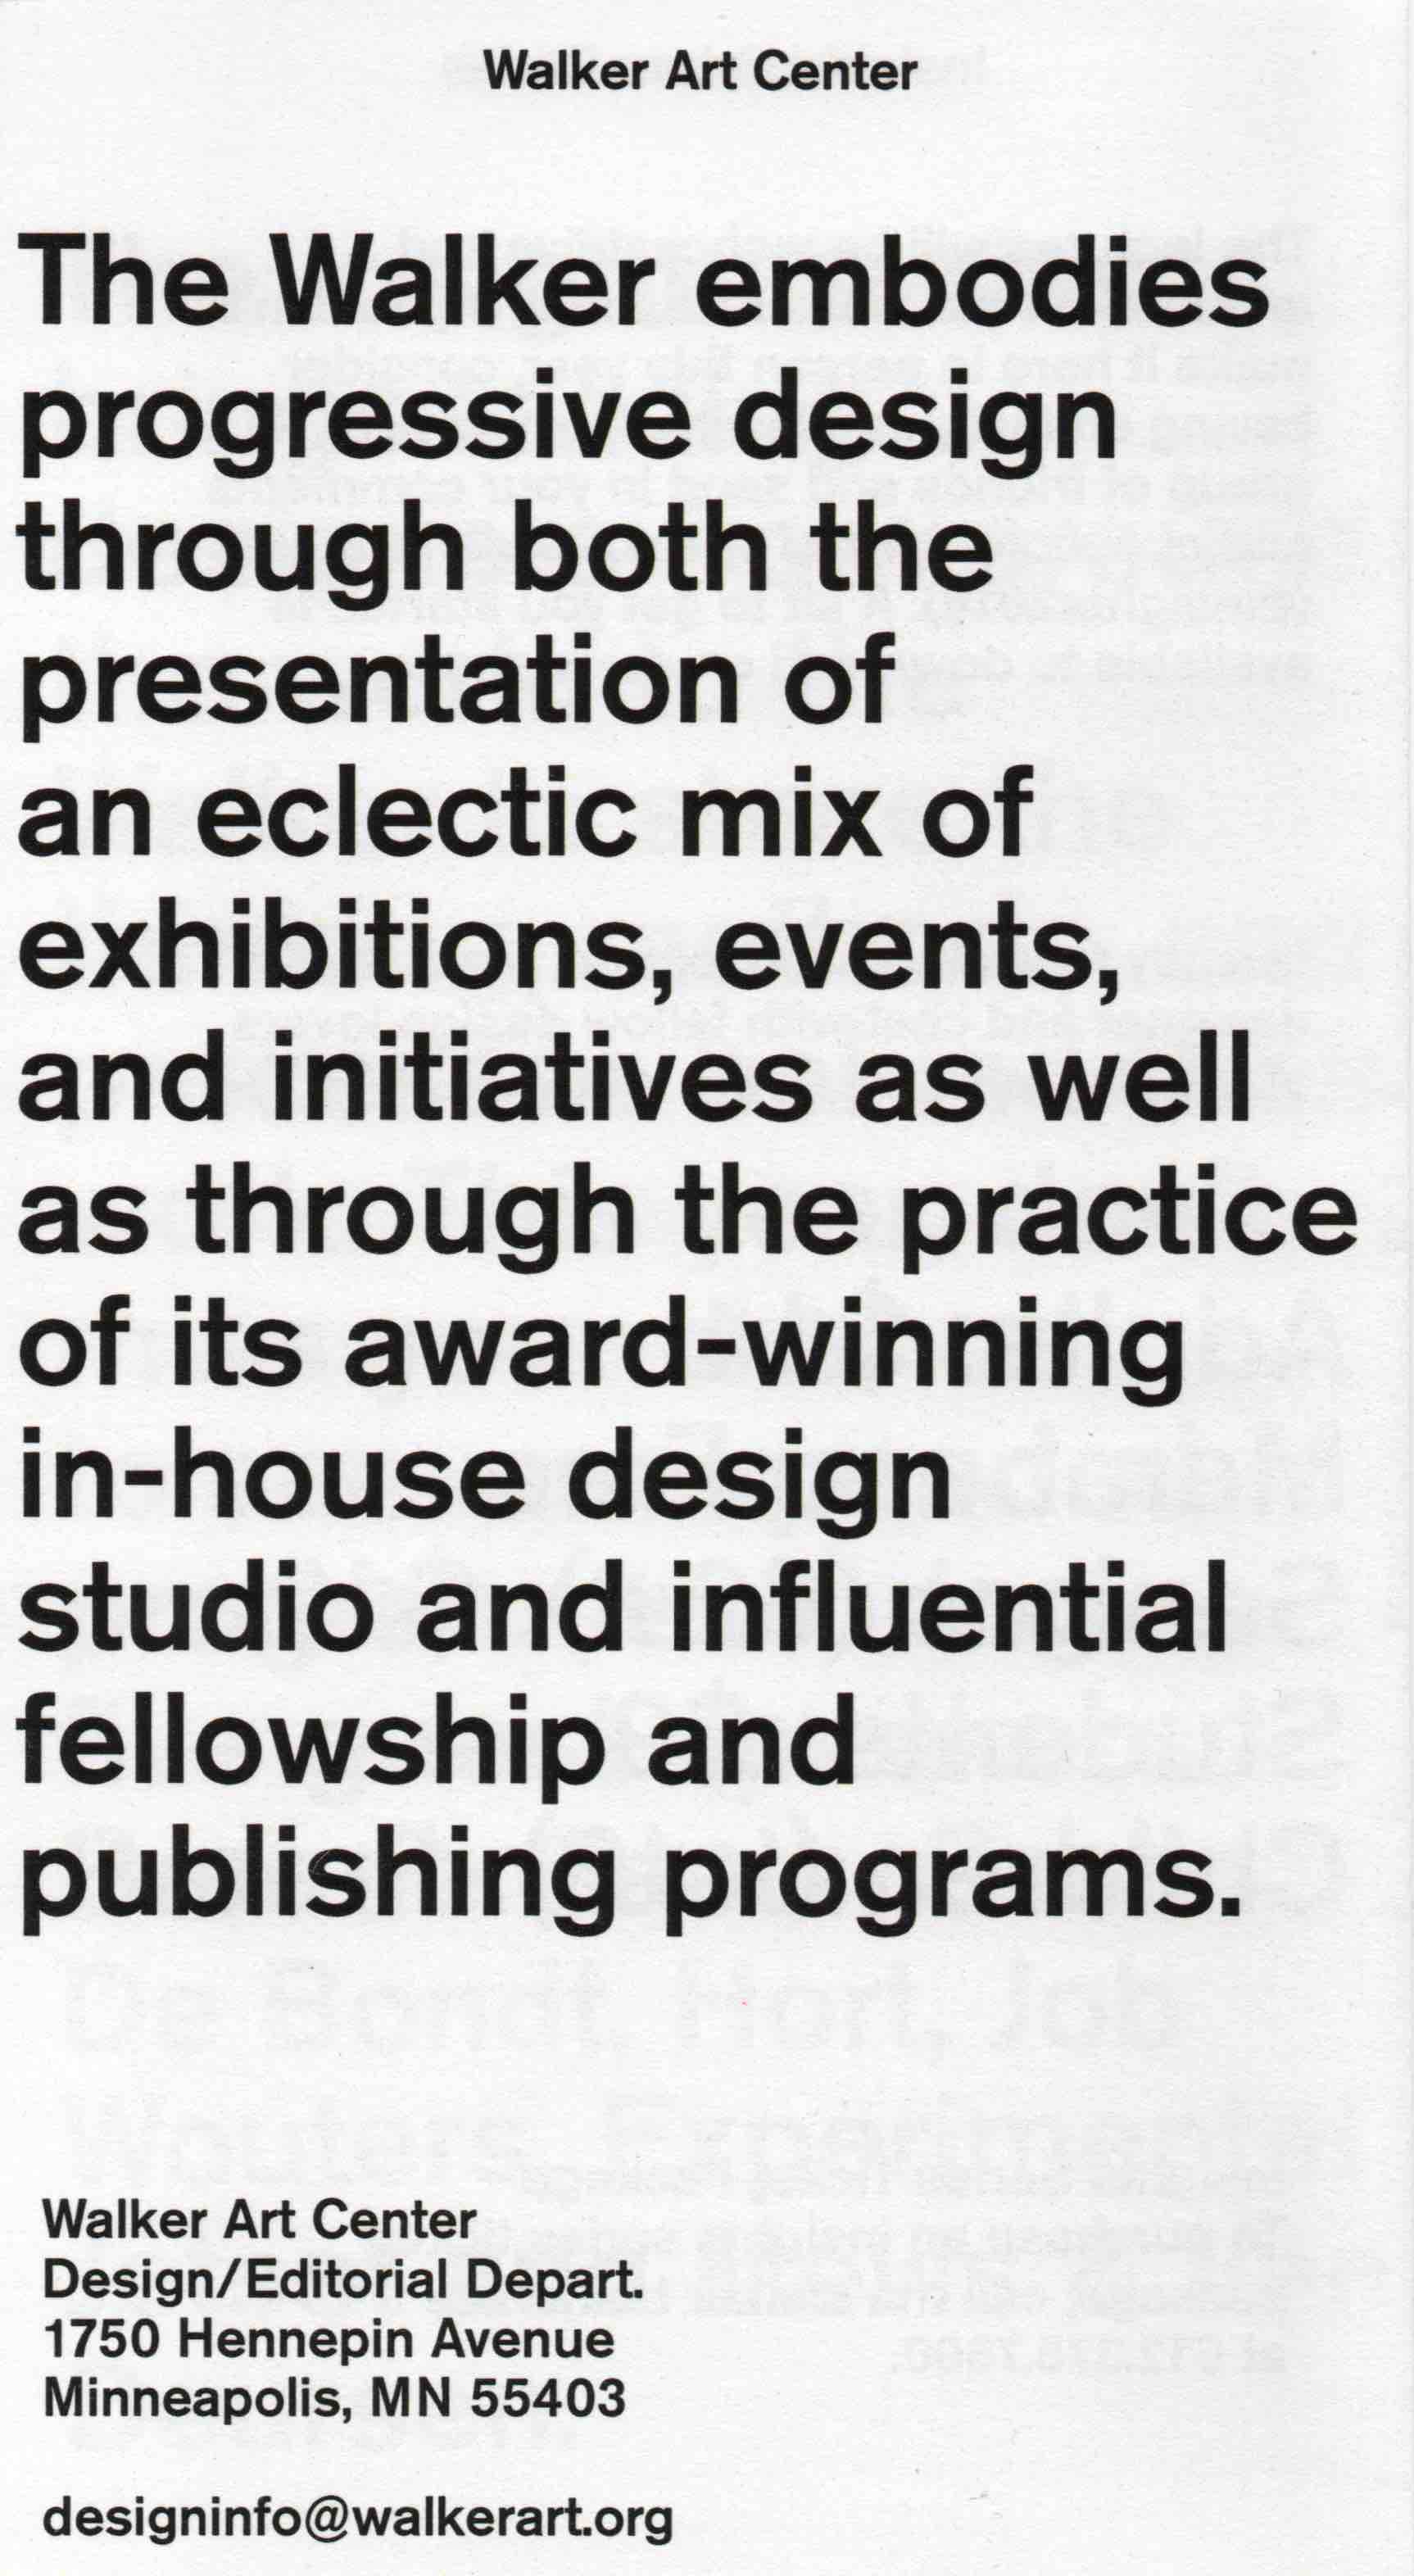 Walker Art Center
The Walker embodies
progressive design
through both the
presentation of
an eclectic mix of
exhibitions, events,
and initiatives as well
as through the practice
of its award-winning
in-house design
studio and influential
fellowship and
publishing programs.
Walker Art Center
Design/Editorial Depart.
1750 Hennepin Avenue
Minneapolis, MN 55403
designinfo@walkerart.org